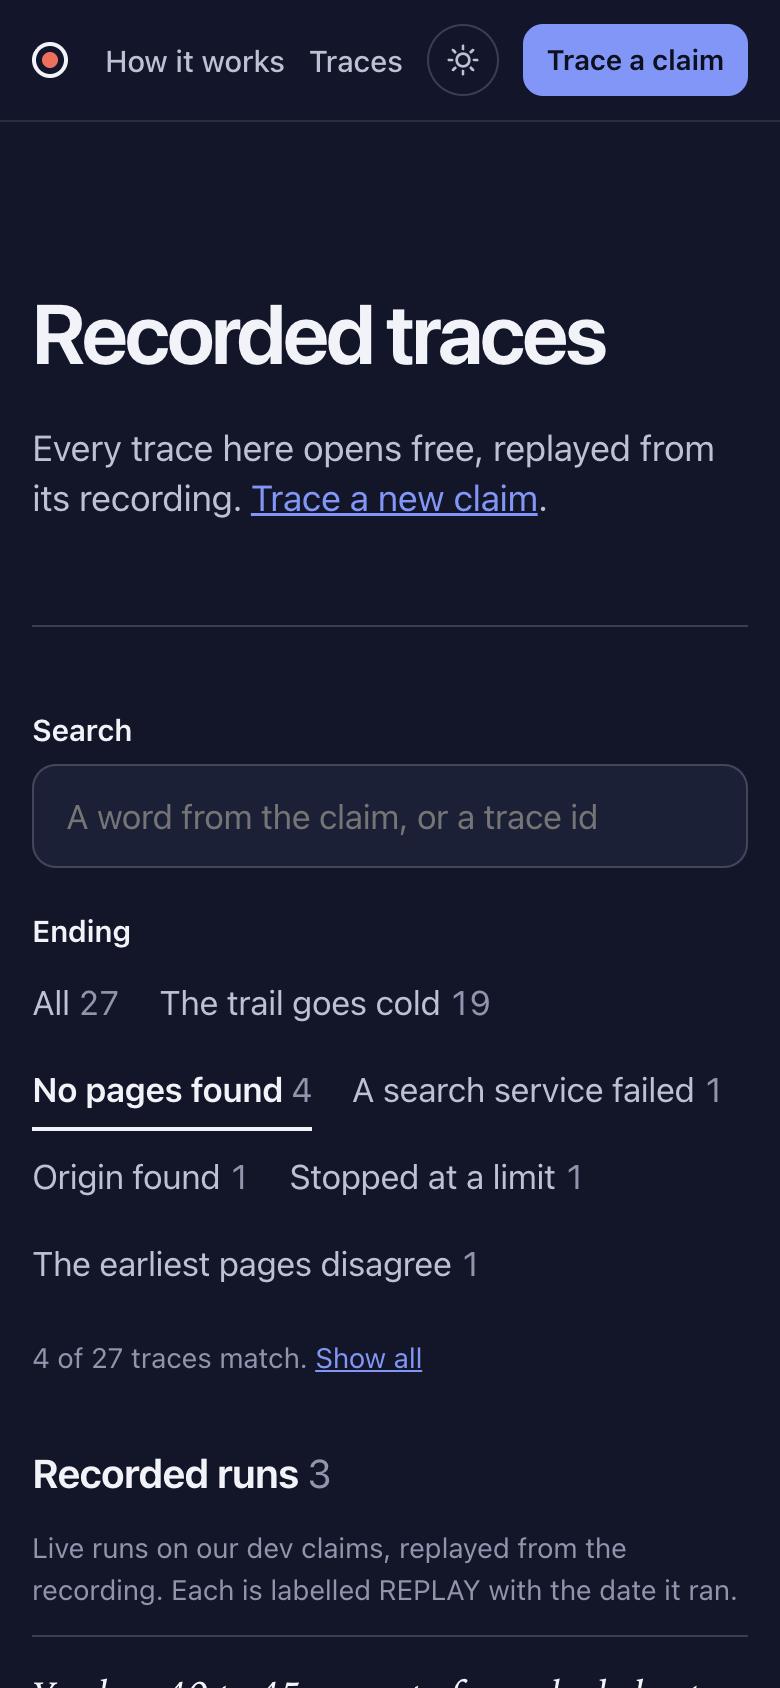 How it works Traces Trace a claim
Recorded traces
Every trace here opens free, replayed from
its recording. Trace a new claim.
Search
A word from the claim, or a trace id
Ending
All 27 The trail goes cold 19
No pages found 4 A search service failed 1
Origin found 1 Stopped at a limit 1
The earliest pages disagree 1
4 of 27 traces match. Show all
Recorded runs 3
Live runs on our dev claims, replayed from the
recording. Each is labelled REPLAY with the date it ran.